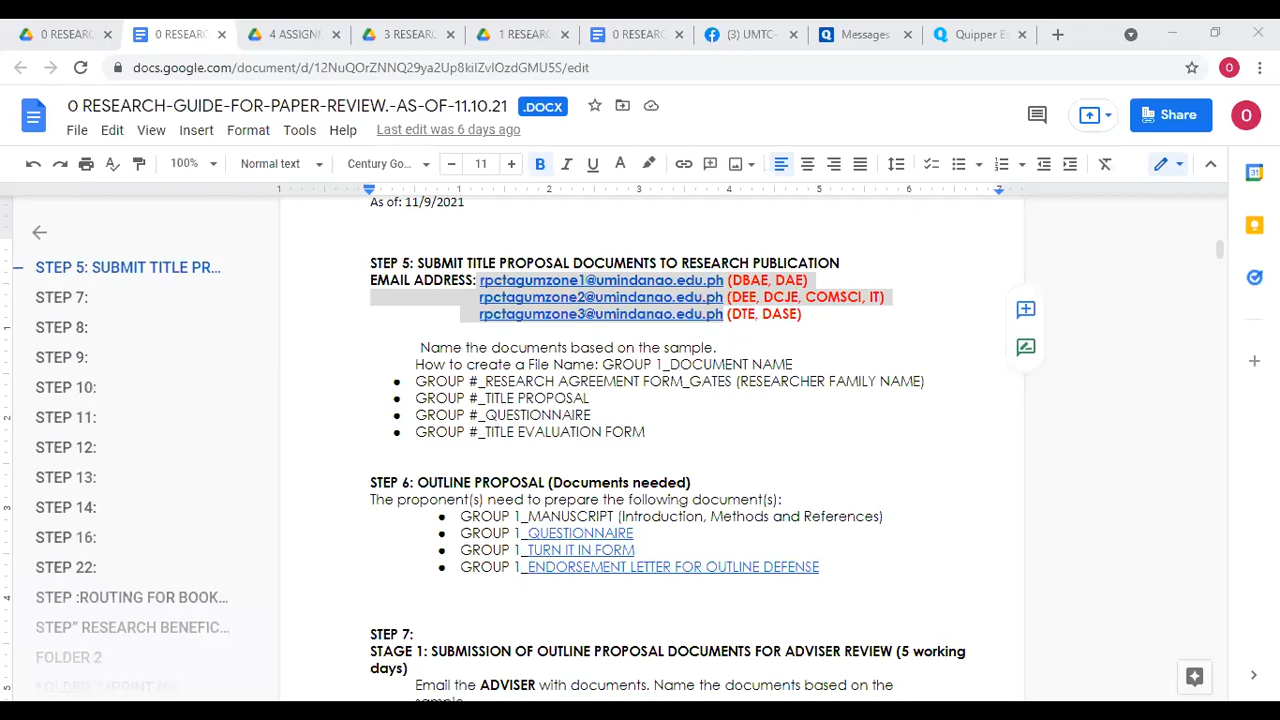 0 RESEARC
0 RESEARC
4 ASSIGN
3 RESEARC
1 RESEARC
0 RESEARC
(3) UMTC-
Messages
Quipper E
docs.google.com/document/d/12NuQOrZNNQ29ya2Up8kilZvlOzdGMU5S/edit
O
0 RESEARCH-GUIDE-FOR-PAPER-REVIEW.-AS-OF-11.10.21 .DOCX
Share
O
File Edit View Insert Format Tools Help Last edit was 6 days ago
100% Normal text Century Go... 11 B I U A
1 1 2 3 4 5 6 7
As of: 11/9/2021
STEP 5: SUBMIT TITLE PR...
STEP 7:
STEP 8:
STEP 9:
STEP 10:
STEP 11:
STEP 12:
STEP 13:
STEP 14:
STEP 16:
STEP 22:
STEP :ROUTING FOR BOOK...
STEP” RESEARCH BENEFIC...
FOLDER 2
STEP 5: SUBMIT TITLE PROPOSAL DOCUMENTS TO RESEARCH PUBLICATION
EMAIL ADDRESS: rpctagumzone1@umindanao.edu.ph (DBAE, DAE)
rpctagumzone2@umindanao.edu.ph (DEE, DCJE, COMSCI, IT)
rpctagumzone3@umindanao.edu.ph (DTE, DASE)
Name the documents based on the sample.
How to create a File Name: GROUP 1_DOCUMENT NAME
● GROUP #_RESEARCH AGREEMENT FORM_GATES (RESEARCHER FAMILY NAME)
● GROUP #_TITLE PROPOSAL
● GROUP #_QUESTIONNAIRE
● GROUP #_TITLE EVALUATION FORM
STEP 6: OUTLINE PROPOSAL (Documents needed)
The proponent(s) need to prepare the following document(s):
● GROUP 1_MANUSCRIPT (Introduction, Methods and References)
● GROUP 1_QUESTIONNAIRE
● GROUP 1_TURN IT IN FORM
● GROUP 1_ENDORSEMENT LETTER FOR OUTLINE DEFENSE
STEP 7:
STAGE 1: SUBMISSION OF OUTLINE PROPOSAL DOCUMENTS FOR ADVISER REVIEW (5 working
days)
Email the ADVISER with documents. Name the documents based on the
sample.